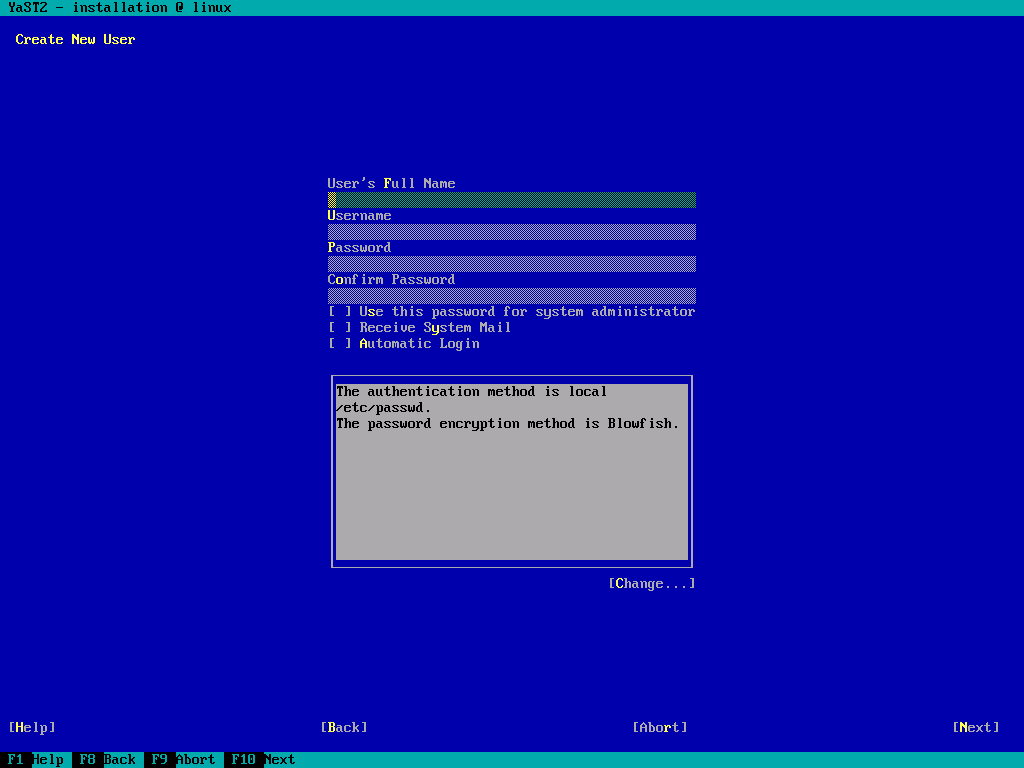 YaST2 - installation @ linux
Create New User
User's Full Name
Username
Password
Confirm Password
[ ] Use this password for system administrator
[ ] Receive System Mail
[ ] Automatic Login
The authentication method is local
/etc/passwd.
The password encryption method is Blowfish.
[Change...]
[Help] [Back] [Abort] [Next]
F1 Help F8 Back F9 Abort F10 Next